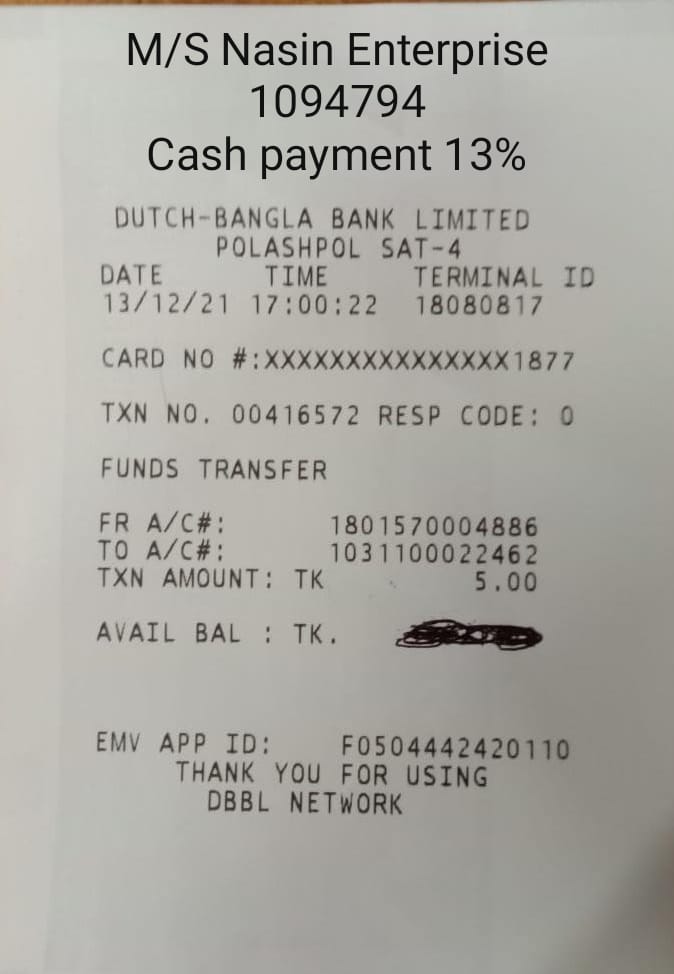 M/S Nasin Enterprise
1094794
Cash payment 13%
DUTCH-BANGLA BANK LIMITED
POLASHPOL SAT-4
DATE TIME TERMINAL ID
13/12/21 17:00:22 18080817
CARD NO #:XXXXXXXXXXXXXXX1877
TXN NO. 00416572 RESP CODE: 0
FUNDS TRANSFER
FR A/C#: 1801570004886
TO A/C#: 1031100022462
TXN AMOUNT: TK 5.00
AVAIL BAL : TK.
EMV APP ID: F0504442420110
THANK YOU FOR USING
DBBL NETWORK